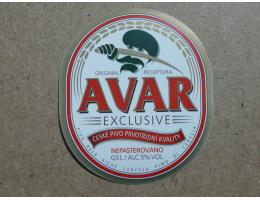 ORIGINAL RECEPTURA
AVAR
EXCLUSIVE
ČESKÉ PIVO PRVOTŘÍDNÍ KVALITY
NEPASTEROVÁNO
0,5 L / ALC. 5% VOL.